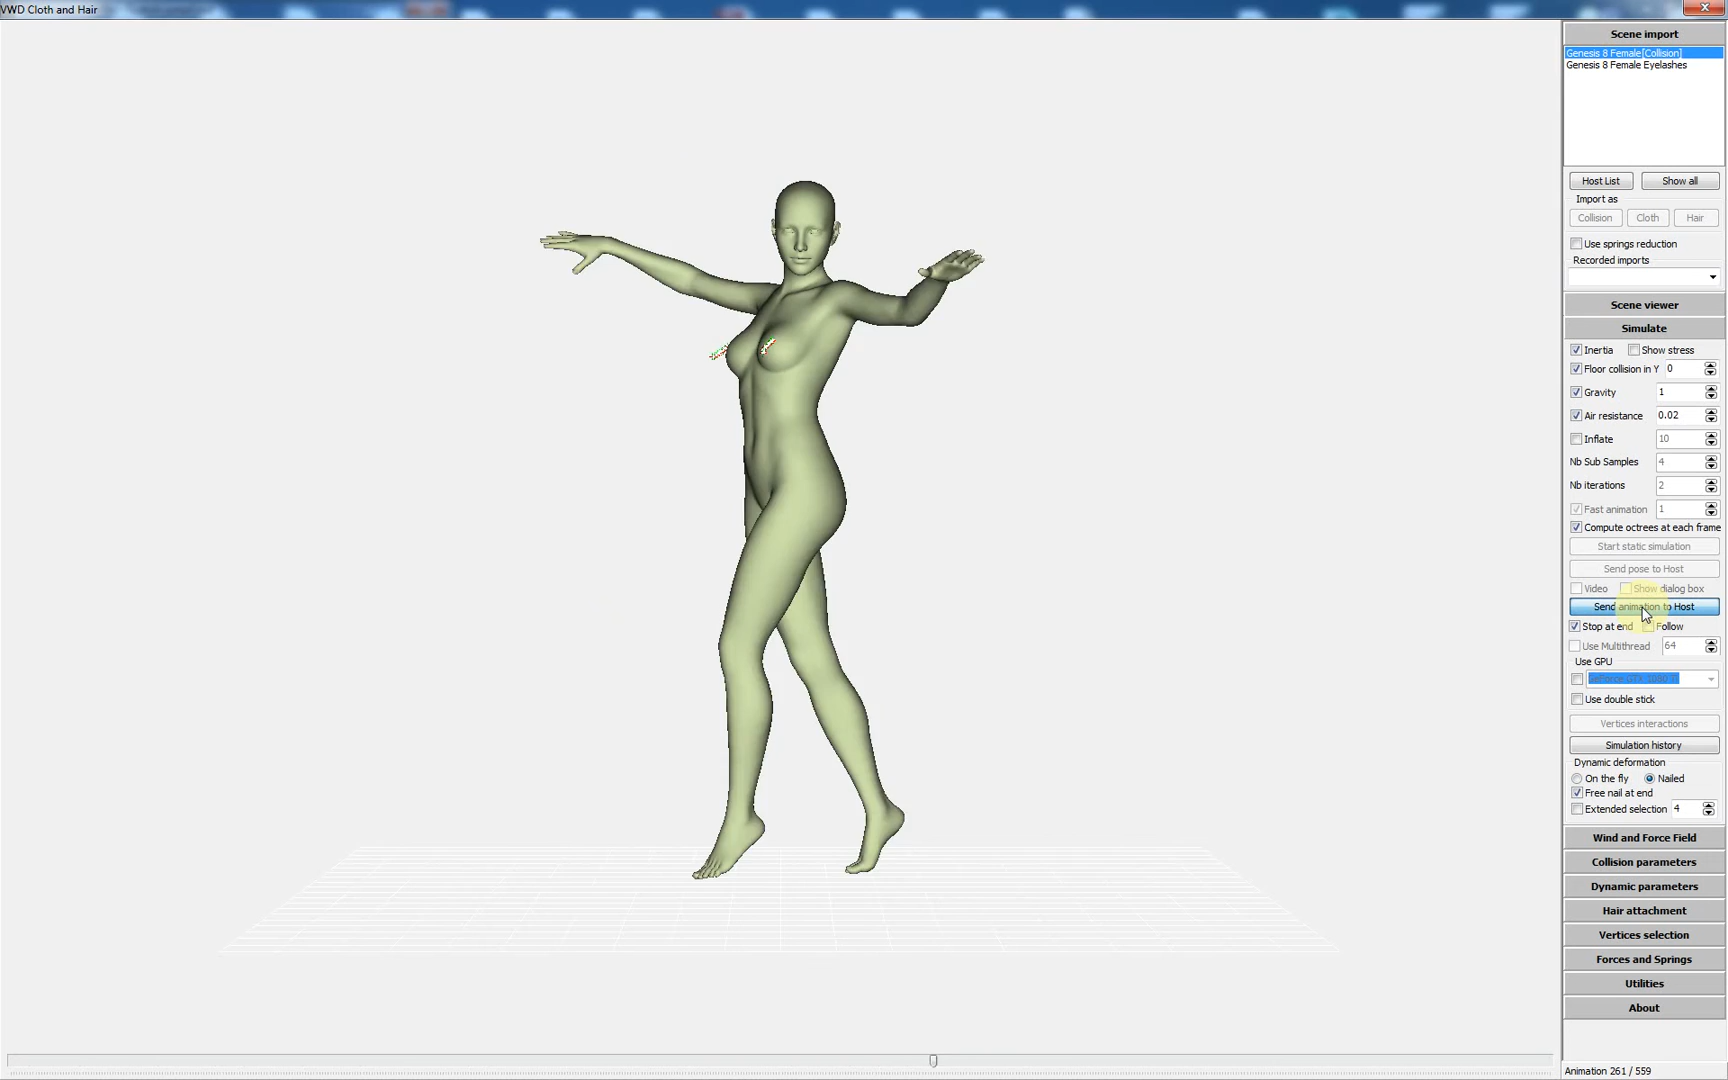 VWD Cloth and Hair
Scene import
Genesis 8 Female[Collision]
Genesis 8 Female Eyelashes
Host List
Show all
Import as
Collision
Cloth
Hair
Use springs reduction
Recorded imports
Scene viewer
Simulate
Inertia
Show stress
Floor collision in Y 0
Gravity 1
Air resistance 0.02
Inflate 10
Nb Sub Samples 4
Nb iterations 2
Fast animation 1
Compute octrees at each frame
Start static simulation
Send pose to Host
Video
Show dialog box
Send animation to Host
Stop at end
Follow
Use Multithread 64
Use GPU
GeForce GTX 1080 Ti
Use double stick
Vertices interactions
Simulation history
Dynamic deformation
On the fly
Nailed
Free nail at end
Extended selection 4
Wind and Force Field
Collision parameters
Dynamic parameters
Hair attachment
Vertices selection
Forces and Springs
Utilities
About
Animation 261 / 559